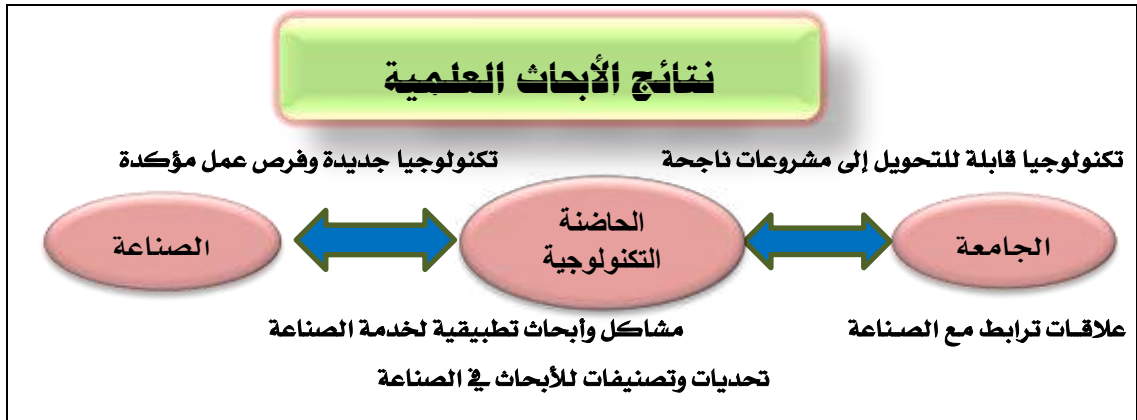 نتائج الأبحاث العلمية
تكنولوجيا قابلة للتحويل إلى مشروعات ناجحة
تكنولوجيا جديدة وفرص عمل مؤكدة
الجامعة
الحاضنة
التكنولوجية
الصناعة
علاقات ترابط مع الصناعة
مشاكل وأبحاث تطبيقية لخدمة الصناعة
تحديات وتصنيفات للأبحاث في الصناعة